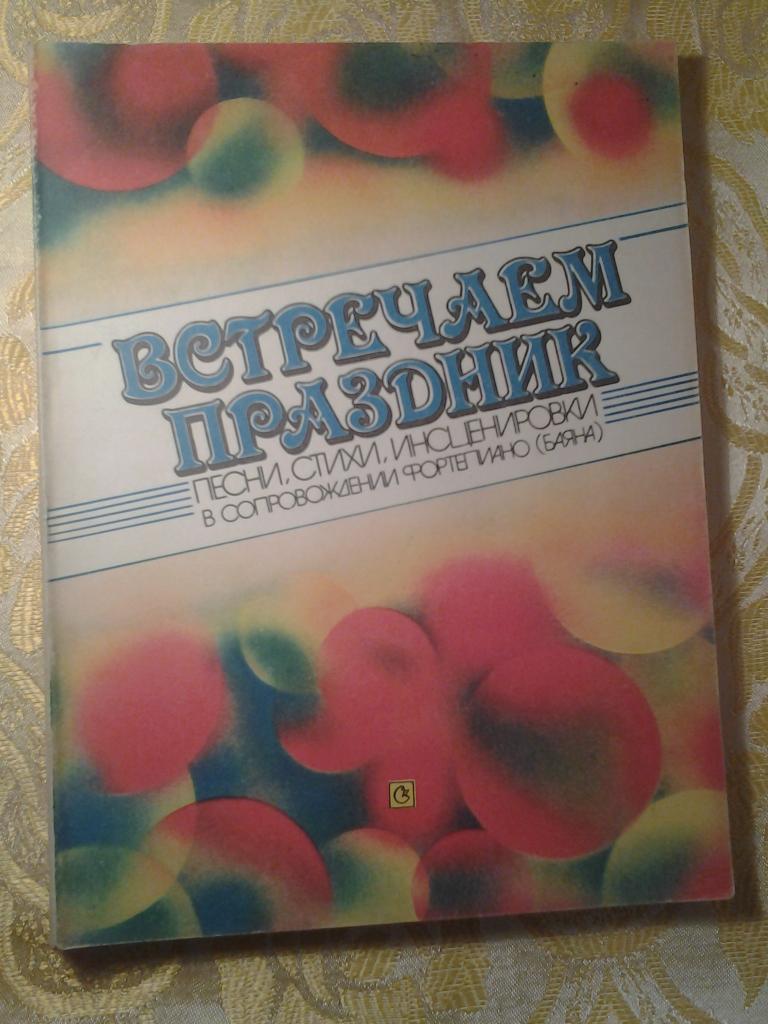 ВСТРЕЧАЕМ
ПРАЗДНИК
ПЕСНИ, СТИХИ, ИНСЦЕНИРОВКИ
В СОПРОВОЖДЕНИИ ФОРТЕПИАНО (БАЯНА)